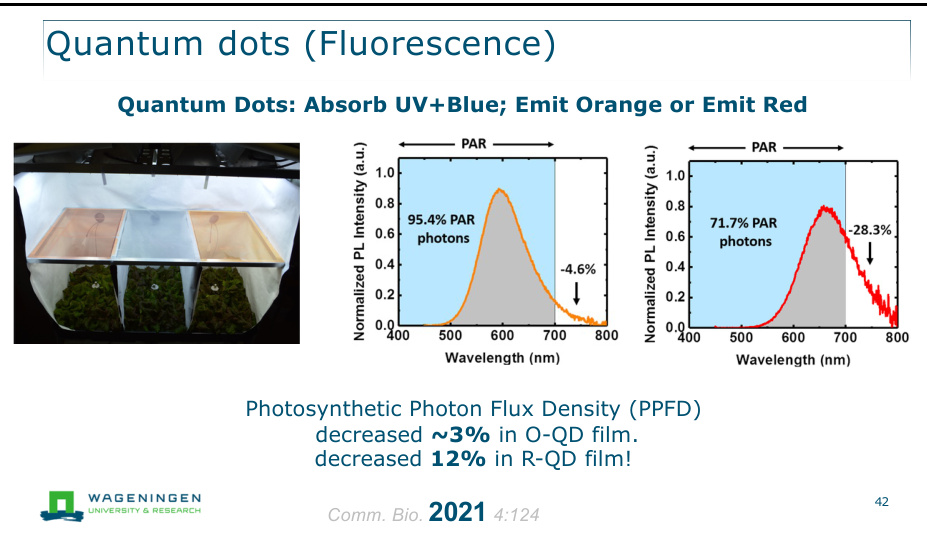 Quantum dots (Fluorescence)
Quantum Dots: Absorb UV+Blue; Emit Orange or Emit Red
PAR
Normalized PL Intensity (a.u.)
1.0
0.8
0.6
0.4
0.2
0.0
95.4% PAR
photons
-4.6%
400 500 600 700 800
Wavelength (nm)
PAR
Normalized PL Intensity (a.u.)
1.0
0.8
0.6
0.4
0.2
0.0
71.7% PAR
photons
-28.3%
400 500 600 700 800
Wavelength (nm)
Photosynthetic Photon Flux Density (PPFD)
decreased ~3% in O-QD film.
decreased 12% in R-QD film!
WAGENINGEN
UNIVERSITY & RESEARCH
Comm. Bio. 2021 4:124
42